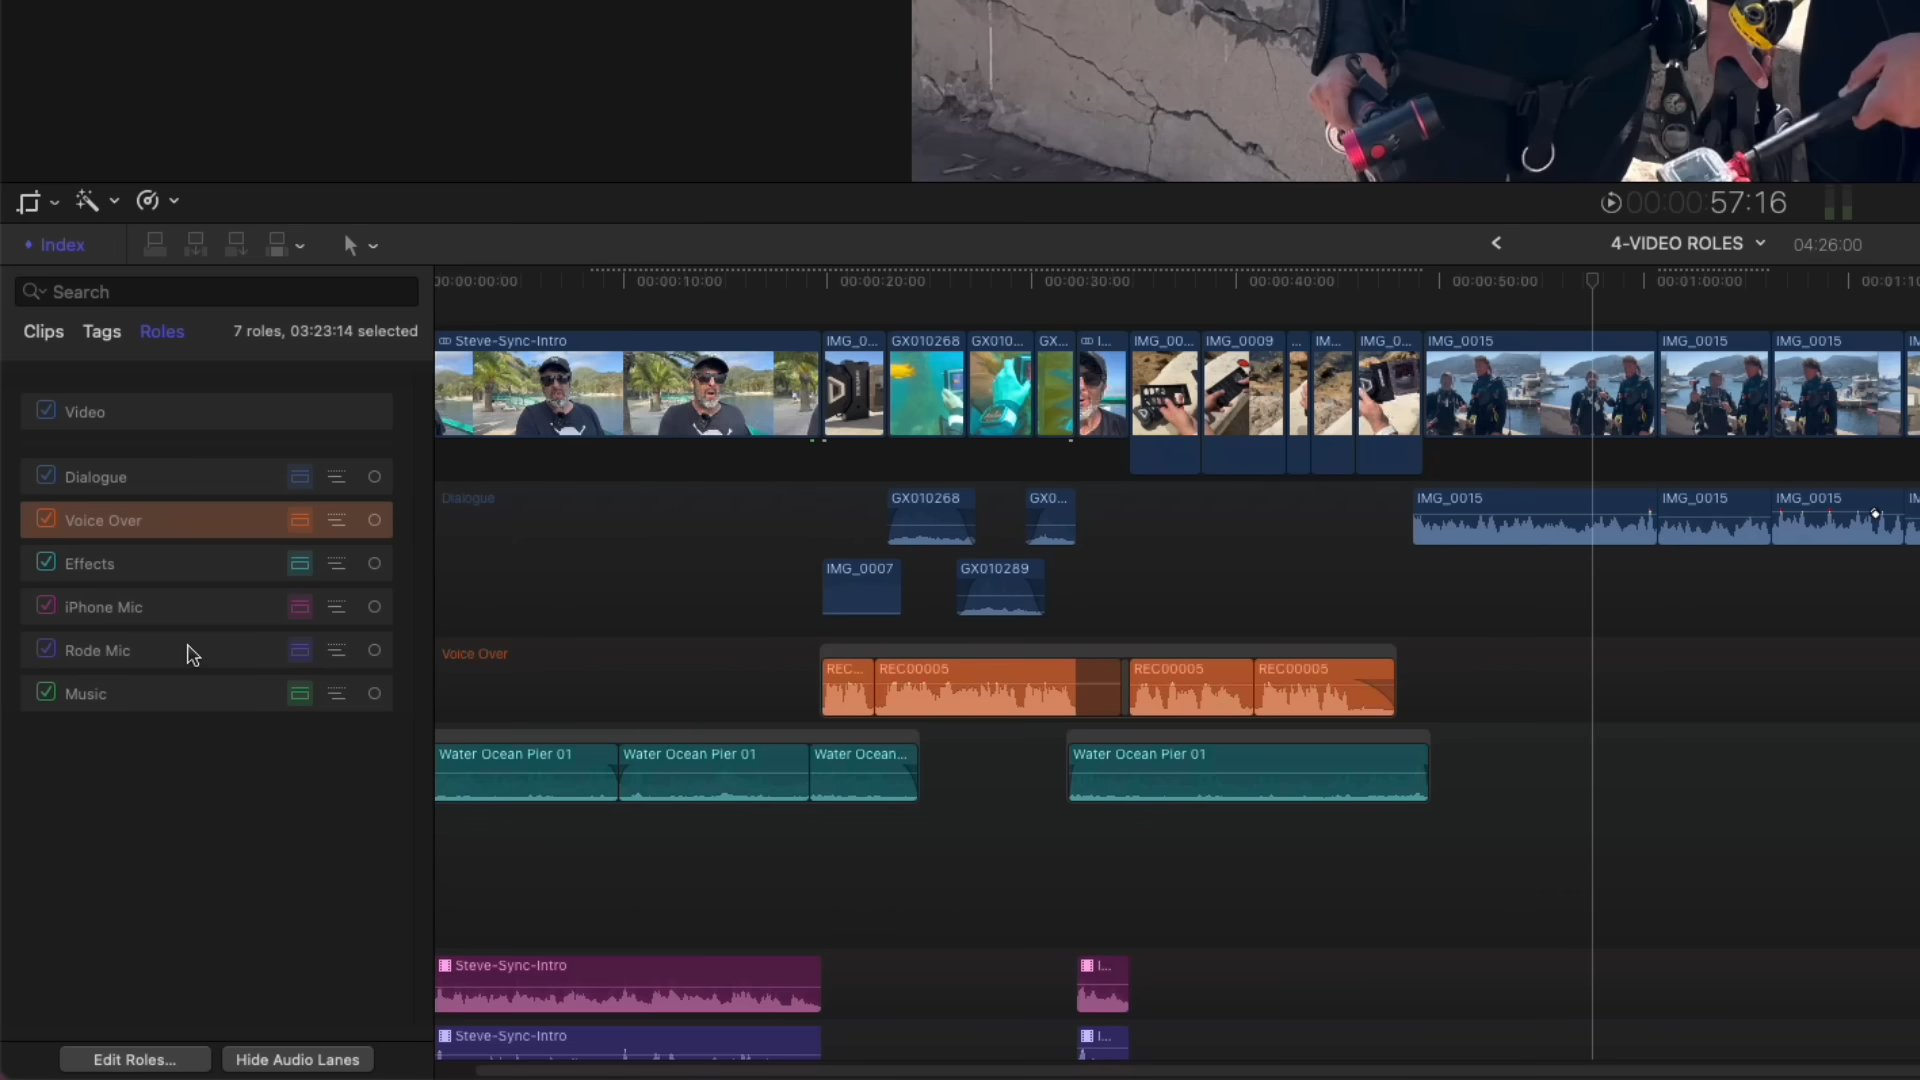 00:00:00:57:16
Index
4-VIDEO ROLES
04:26:00
Search
Clips Tags Roles 7 roles, 03:23:14 selected
00:00:00:00 00:00:10:00 00:00:20:00 00:00:30:00 00:00:40:00 00:00:50:00 00:01:00:00 00:01:10
Steve-Sync-Intro IMG_0... GX010268 GX010... GX... I... IMG_00... IMG_0009 ... IM... IMG_0... IMG_0015 IMG_0015 IMG_0015
Video
Dialogue
Voice Over
Effects
iPhone Mic
Rode Mic
Music
Dialogue GX010268 GX0... IMG_0015 IMG_0015 IMG_0015 IM
IMG_0007 GX010289
Voice Over
REC... REC00005 REC00005 REC00005
Water Ocean Pier 01 Water Ocean Pier 01 Water Ocean... Water Ocean Pier 01
Steve-Sync-Intro I...
Steve-Sync-Intro I...
Edit Roles... Hide Audio Lanes